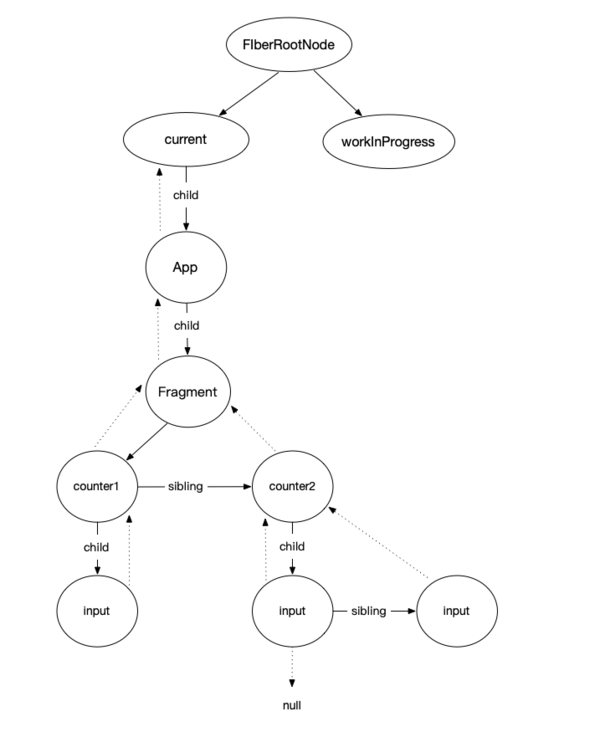 FIberRootNode
current
workInProgress
child
App
child
Fragment
counter1
sibling
counter2
child
child
input
input
sibling
input
null